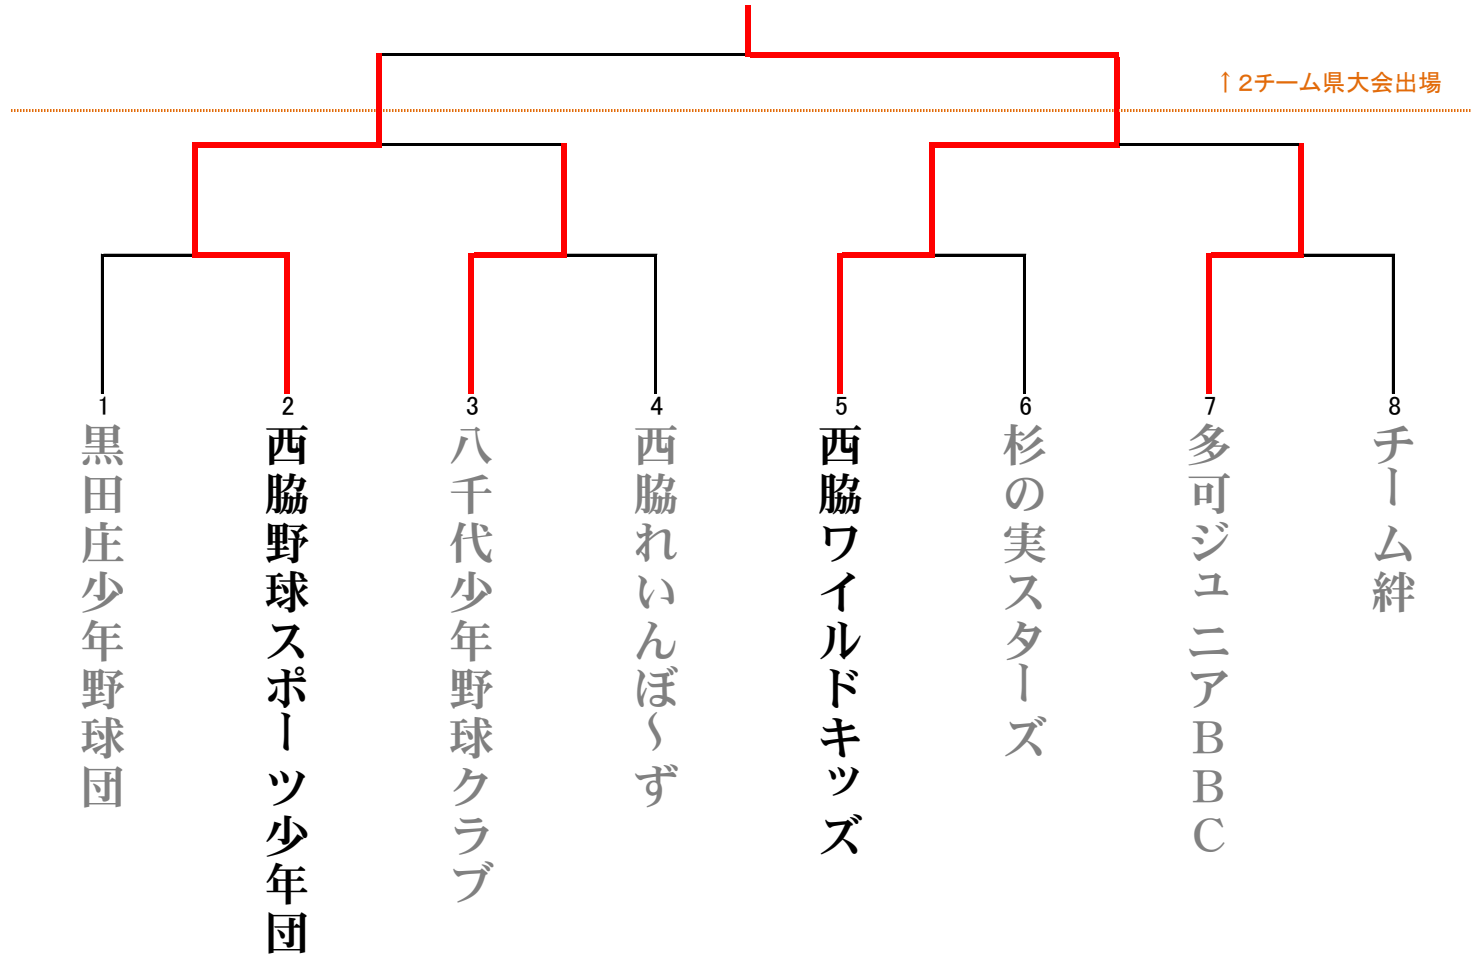 ↑２チーム県大会出場
1
2
3
4
5
6
7
8
黒田庄少年野球団
西脇野球スポーツ少年団
八千代少年野球クラブ
西脇れいんぼ～ず
西脇ワイルドキッズ
杉の実スターズ
多可ジュニアＢＢＣ
チーム絆